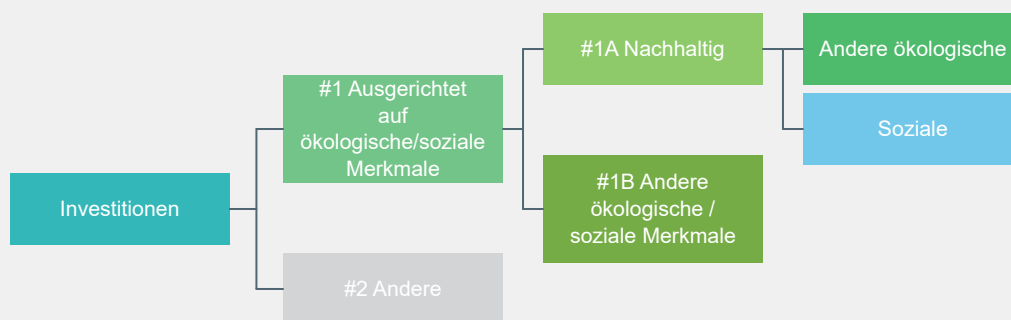 Investitionen
#1 Ausgerichtet
auf
ökologische/soziale
Merkmale
#2 Andere
#1A Nachhaltig
#1B Andere
ökologische /
soziale Merkmale
Andere ökologische
Soziale